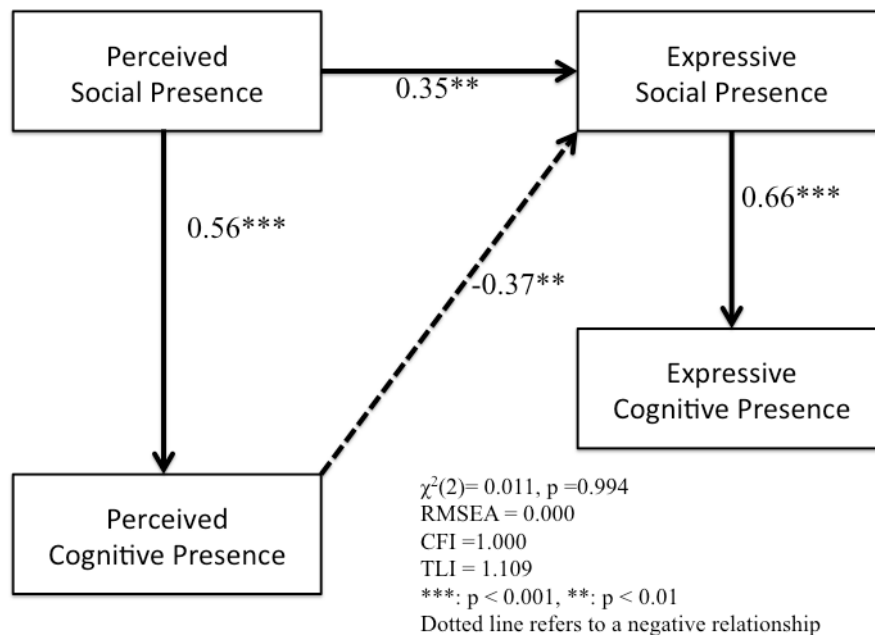 Perceived
Social Presence
Expressive
Social Presence
0.35**
0.56***
0.66***
-0.37**
Expressive
Cognitive Presence
Perceived
Cognitive Presence
χ²(2)= 0.011, p =0.994
RMSEA = 0.000
CFI =1.000
TLI = 1.109
***: p < 0.001, **: p < 0.01
Dotted line refers to a negative relationship